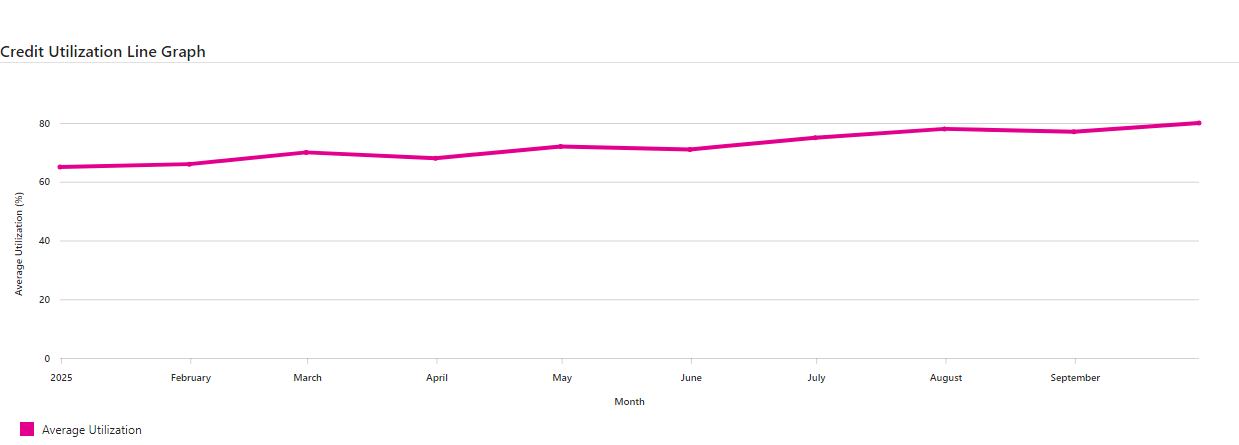 Credit Utilization Line Graph
80
60
40
20
0
Average Utilization (%)
2025 February March April May June July August September
Month
Average Utilization